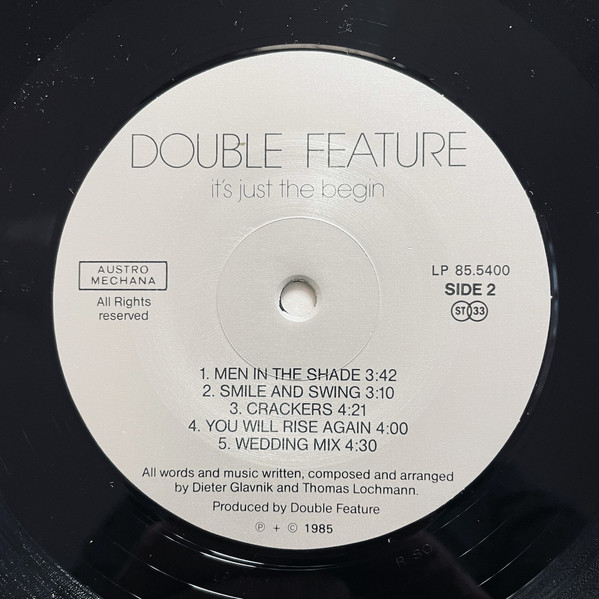 DOUBLE FEATURE
it's just the begin
AUSTRO
MECHANA
All Rights
reserved
LP 85.5400
SIDE 2
ST 33
1. MEN IN THE SHADE 3:42
2. SMILE AND SWING 3:10
3. CRACKERS 4:21
4. YOU WILL RISE AGAIN 4:00
5. WEDDING MIX 4:30
All words and music written, composed and arranged
by Dieter Glavnik and Thomas Lochmann.
Produced by Double Feature
℗ + © 1985